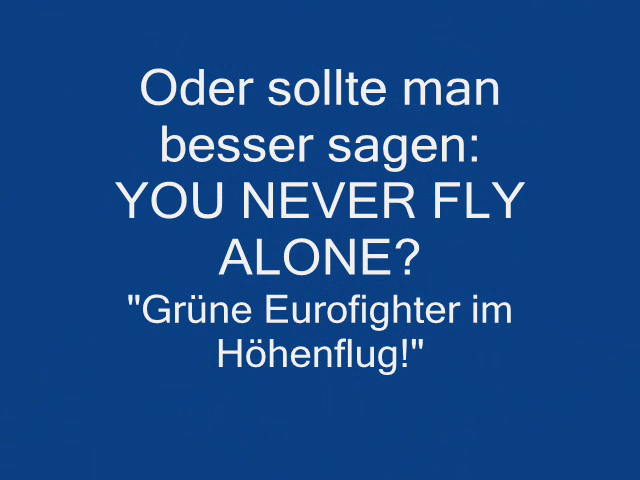 Oder sollte man
besser sagen:
YOU NEVER FLY
ALONE?
"Grüne Eurofighter im
Höhenflug!"